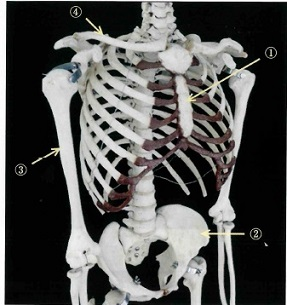 ④
①
③
②